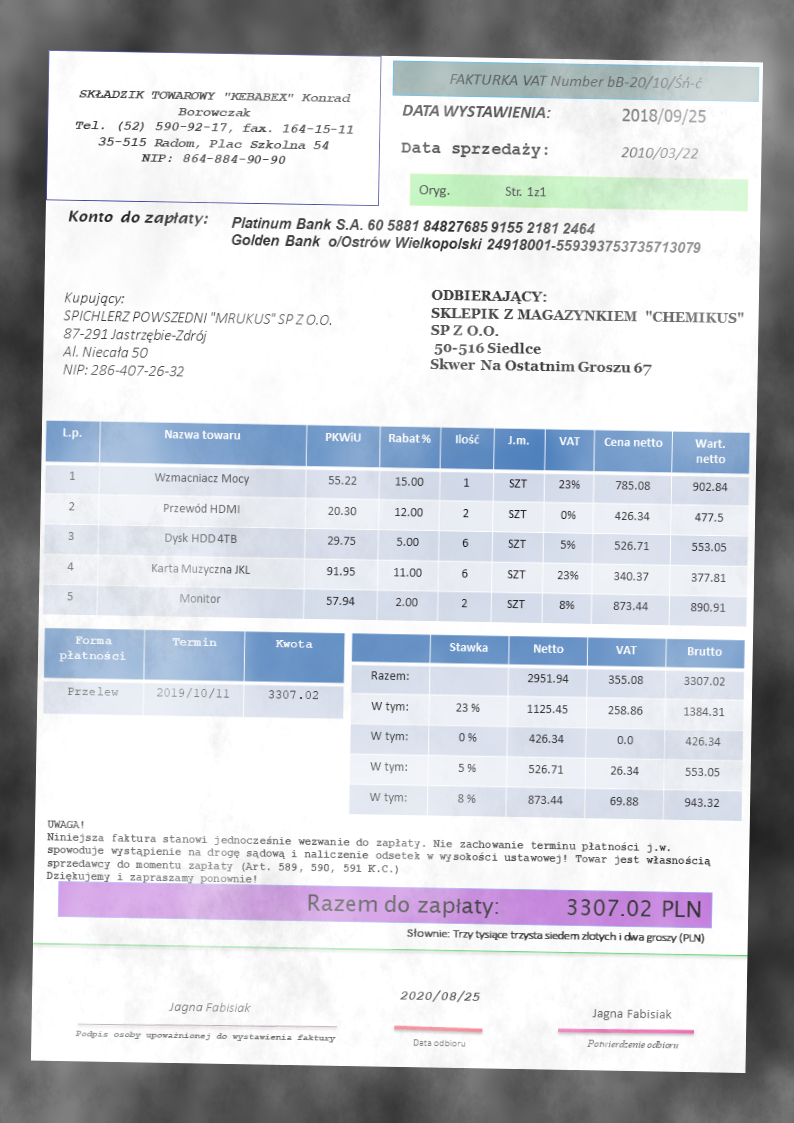 SKŁADZIK TOWAROWY "KEBABEX" Konrad
Borowczak
Tel. (52) 590-92-17, fax. 164-15-11
35-515 Radom, Plac Szkolna 54
NIP: 864-884-90-90
FAKTURKA VAT Number bB-20/10/Śń-ć
DATA WYSTAWIENIA: 2018/09/25
Data sprzedaży: 2010/03/22
Oryg. Str. 1z1
Konto do zapłaty: Platinum Bank S.A. 60 5881 84827685 9155 2181 2464
Golden Bank o/Ostrów Wielkopolski 24918001-559393753735713079
Kupujący:
SPICHLERZ POWSZEDNI "MRUKUS" SP Z O.O.
87-291 Jastrzębie-Zdrój
Al. Niecała 50
NIP: 286-407-26-32
ODBIERAJĄCY:
SKLEPIK Z MAGAZYNKIEM "CHEMIKUS"
SP Z O.O.
50-516 Siedlce
Skwer Na Ostatnim Groszu 67
L.p. Nazwa towaru PKWiU Rabat % Ilość J.m. VAT Cena netto Wart. netto
1 Wzmacniacz Mocy 55.22 15.00 1 SZT 23% 785.08 902.84
2 Przewód HDMI 20.30 12.00 2 SZT 0% 426.34 477.5
3 Dysk HDD 4TB 29.75 5.00 6 SZT 5% 526.71 553.05
4 Karta Muzyczna JKL 91.95 11.00 6 SZT 23% 340.37 377.81
5 Monitor 57.94 2.00 2 SZT 8% 873.44 890.91
Forma płatności Termin Kwota
Przelew 2019/10/11 3307.02
Stawka Netto VAT Brutto
Razem: 2951.94 355.08 3307.02
W tym: 23 % 1125.45 258.86 1384.31
W tym: 0 % 426.34 0.0 426.34
W tym: 5 % 526.71 26.34 553.05
W tym: 8 % 873.44 69.88 943.32
UWAGA!
Niniejsza faktura stanowi jednocześnie wezwanie do zapłaty. Nie zachowanie terminu płatności j.w.
spowoduje wystąpienie na drogę sądową i naliczenie odsetek w wysokości ustawowej! Towar jest własnością
sprzedawcy do momentu zapłaty (Art. 589, 590, 591 K.C.)
Dziękujemy i zapraszamy ponownie!
Razem do zapłaty: 3307.02 PLN
Słownie: Trzy tysiące trzysta siedem złotych i dwa groszy (PLN)
Jagna Fabisiak
Podpis osoby upoważnionej do wystawienia faktury
2020/08/25
Data odbioru
Jagna Fabisiak
Potwierdzenie odbioru